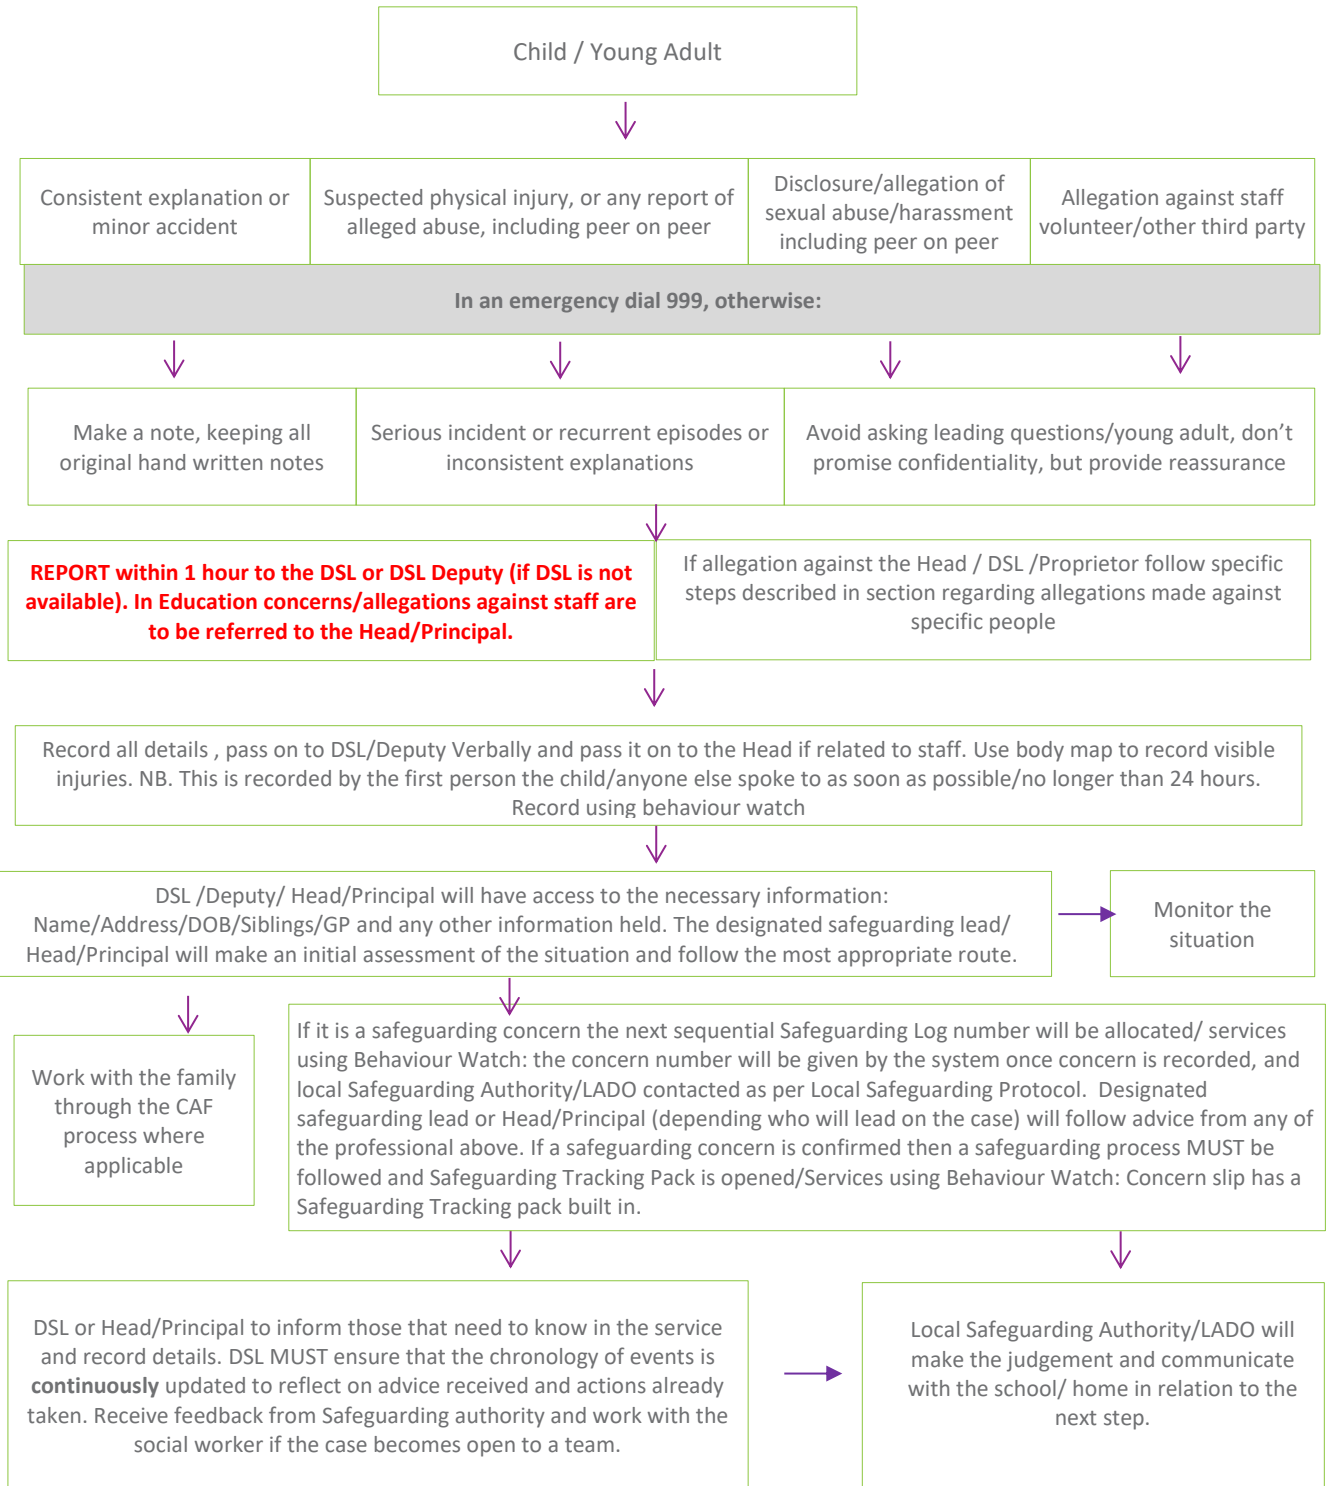 Child / Young Adult
Consistent explanation or
minor accident
Suspected physical injury, or any report of
alleged abuse, including peer on peer
Disclosure/allegation of
sexual abuse/harassment
including peer on peer
Allegation against staff
volunteer/other third party
In an emergency dial 999, otherwise:
Make a note, keeping all
original hand written notes
Serious incident or recurrent episodes or
inconsistent explanations
Avoid asking leading questions/young adult, don’t
promise confidentiality, but provide reassurance
REPORT within 1 hour to the DSL or DSL Deputy (if DSL is not
available). In Education concerns/allegations against staff are
to be referred to the Head/Principal.
If allegation against the Head / DSL /Proprietor follow specific
steps described in section regarding allegations made against
specific people
Record all details , pass on to DSL/Deputy Verbally and pass it on to the Head if related to staff. Use body map to record visible
injuries. NB. This is recorded by the first person the child/anyone else spoke to as soon as possible/no longer than 24 hours.
Record using behaviour watch
DSL /Deputy/ Head/Principal will have access to the necessary information:
Name/Address/DOB/Siblings/GP and any other information held. The designated safeguarding lead/
Head/Principal will make an initial assessment of the situation and follow the most appropriate route.
Monitor the
situation
Work with the family
through the CAF
process where
applicable
If it is a safeguarding concern the next sequential Safeguarding Log number will be allocated/ services
using Behaviour Watch: the concern number will be given by the system once concern is recorded, and
local Safeguarding Authority/LADO contacted as per Local Safeguarding Protocol.  Designated
safeguarding lead or Head/Principal (depending who will lead on the case) will follow advice from any of
the professional above. If a safeguarding concern is confirmed then a safeguarding process MUST be
followed and Safeguarding Tracking Pack is opened/Services using Behaviour Watch: Concern slip has a
Safeguarding Tracking pack built in.
DSL or Head/Principal to inform those that need to know in the service
and record details. DSL MUST ensure that the chronology of events is
continuously updated to reflect on advice received and actions already
taken. Receive feedback from Safeguarding authority and work with the
social worker if the case becomes open to a team.
Local Safeguarding Authority/LADO will
make the judgement and communicate
with the school/ home in relation to the
next step.